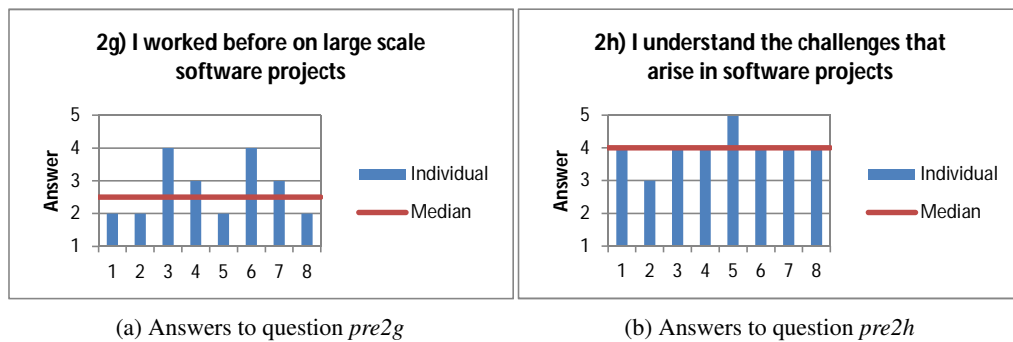 2g) I worked before on large scale
software projects
5
4
3
2
1
Answer
1 2 3 4 5 6 7 8
Individual
Median
2h) I understand the challenges that
arise in software projects
5
4
3
2
1
Answer
1 2 3 4 5 6 7 8
Individual
Median
(a) Answers to question pre2g
(b) Answers to question pre2h